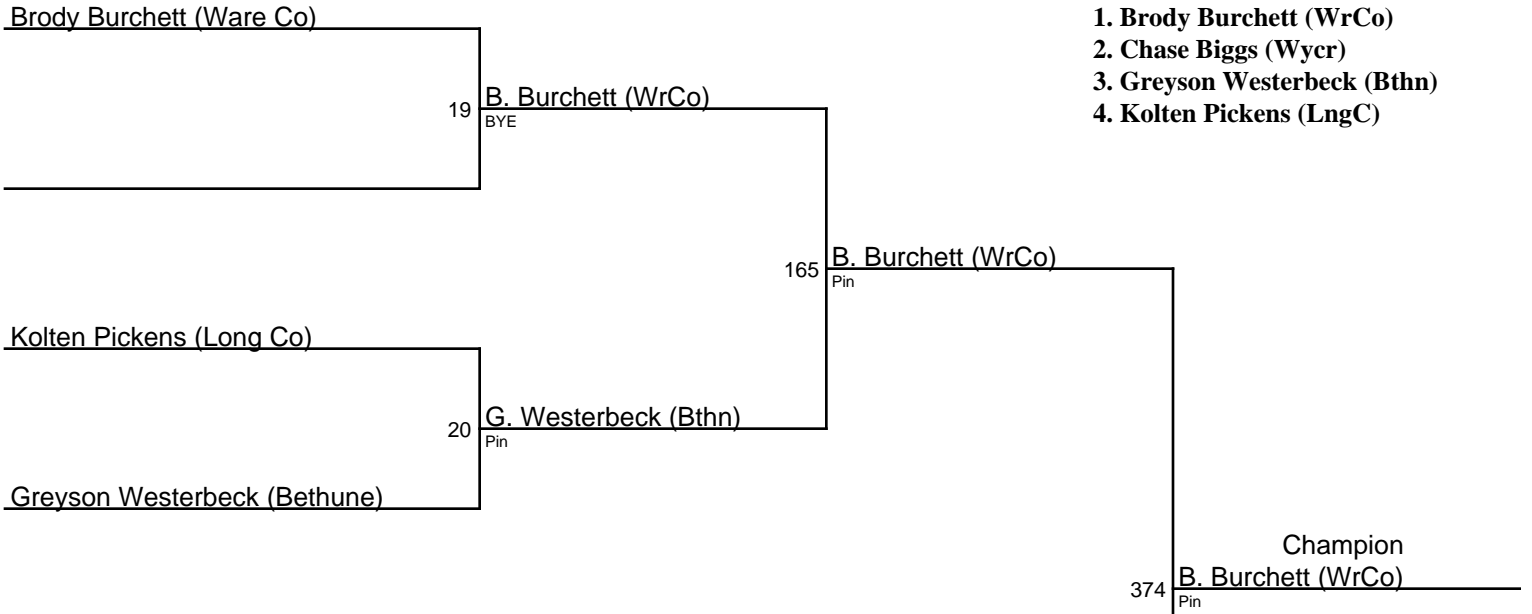 Brody Burchett (Ware Co)
1. Brody Burchett (WrCo)
2. Chase Biggs (Wycr)
3. Greyson Westerbeck (Bthn)
4. Kolten Pickens (LngC)
19 B. Burchett (WrCo)
BYE
165 B. Burchett (WrCo)
Pin
Kolten Pickens (Long Co)
20 G. Westerbeck (Bthn)
Pin
Greyson Westerbeck (Bethune)
Champion
374 B. Burchett (WrCo)
Pin